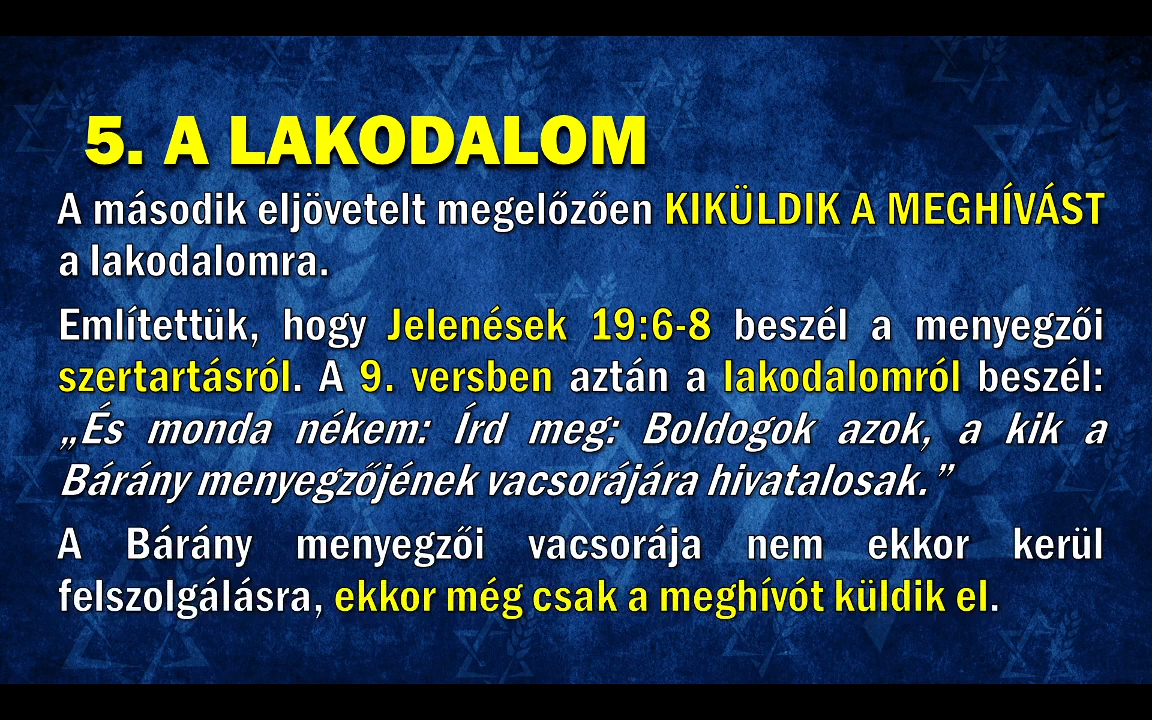 5. A LAKODALOM
A második eljövetelt megelőzően KIKÜLDIK A MEGHÍVÁST
a lakodalomra.
Említettük, hogy Jelenések 19:6-8 beszél a menyegzői
szertartásról. A 9. versben aztán a lakodalomról beszél:
„És monda nékem: Írd meg: Boldogok azok, a kik a
Bárány menyegzőjének vacsorájára hivatalosak.”
A Bárány menyegzői vacsorája nem ekkor kerül
felszolgálásra, ekkor még csak a meghívót küldik el.